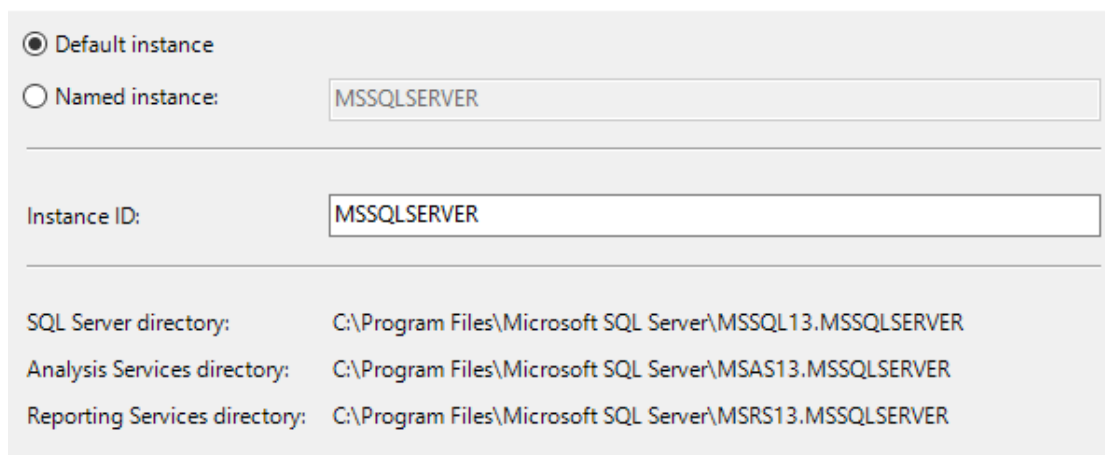 Default instance
Named instance: MSSQLSERVER
Instance ID: MSSQLSERVER
SQL Server directory: C:\Program Files\Microsoft SQL Server\MSSQL13.MSSQLSERVER
Analysis Services directory: C:\Program Files\Microsoft SQL Server\MSAS13.MSSQLSERVER
Reporting Services directory: C:\Program Files\Microsoft SQL Server\MSRS13.MSSQLSERVER